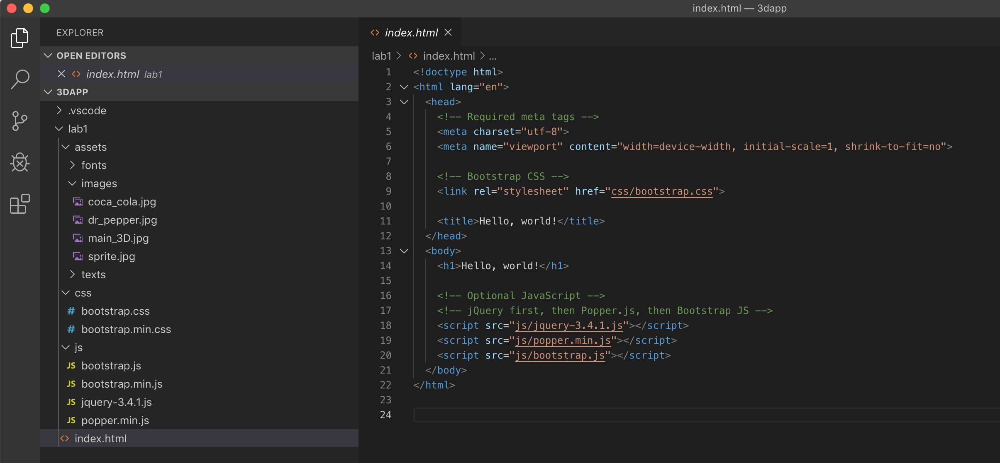 index.html — 3dapp
EXPLORER
OPEN EDITORS
index.html lab1
3DAPP
.vscode
lab1
assets
fonts
images
coca_cola.jpg
dr_pepper.jpg
main_3D.jpg
sprite.jpg
texts
css
# bootstrap.css
# bootstrap.min.css
js
JS bootstrap.js
JS bootstrap.min.js
JS jquery-3.4.1.js
JS popper.min.js
<> index.html
<> index.html
lab1 > <> index.html > ...
1 <!doctype html>
2 <html lang="en">
3 <head>
4 <!-- Required meta tags -->
5 <meta charset="utf-8">
6 <meta name="viewport" content="width=device-width, initial-scale=1, shrink-to-fit=no">
7
8 <!-- Bootstrap CSS -->
9 <link rel="stylesheet" href="css/bootstrap.css">
10
11 <title>Hello, world!</title>
12 </head>
13 <body>
14 <h1>Hello, world!</h1>
15
16 <!-- Optional JavaScript -->
17 <!-- jQuery first, then Popper.js, then Bootstrap JS -->
18 <script src="js/jquery-3.4.1.js"></script>
19 <script src="js/popper.min.js"></script>
20 <script src="js/bootstrap.js"></script>
21 </body>
22 </html>
23
24